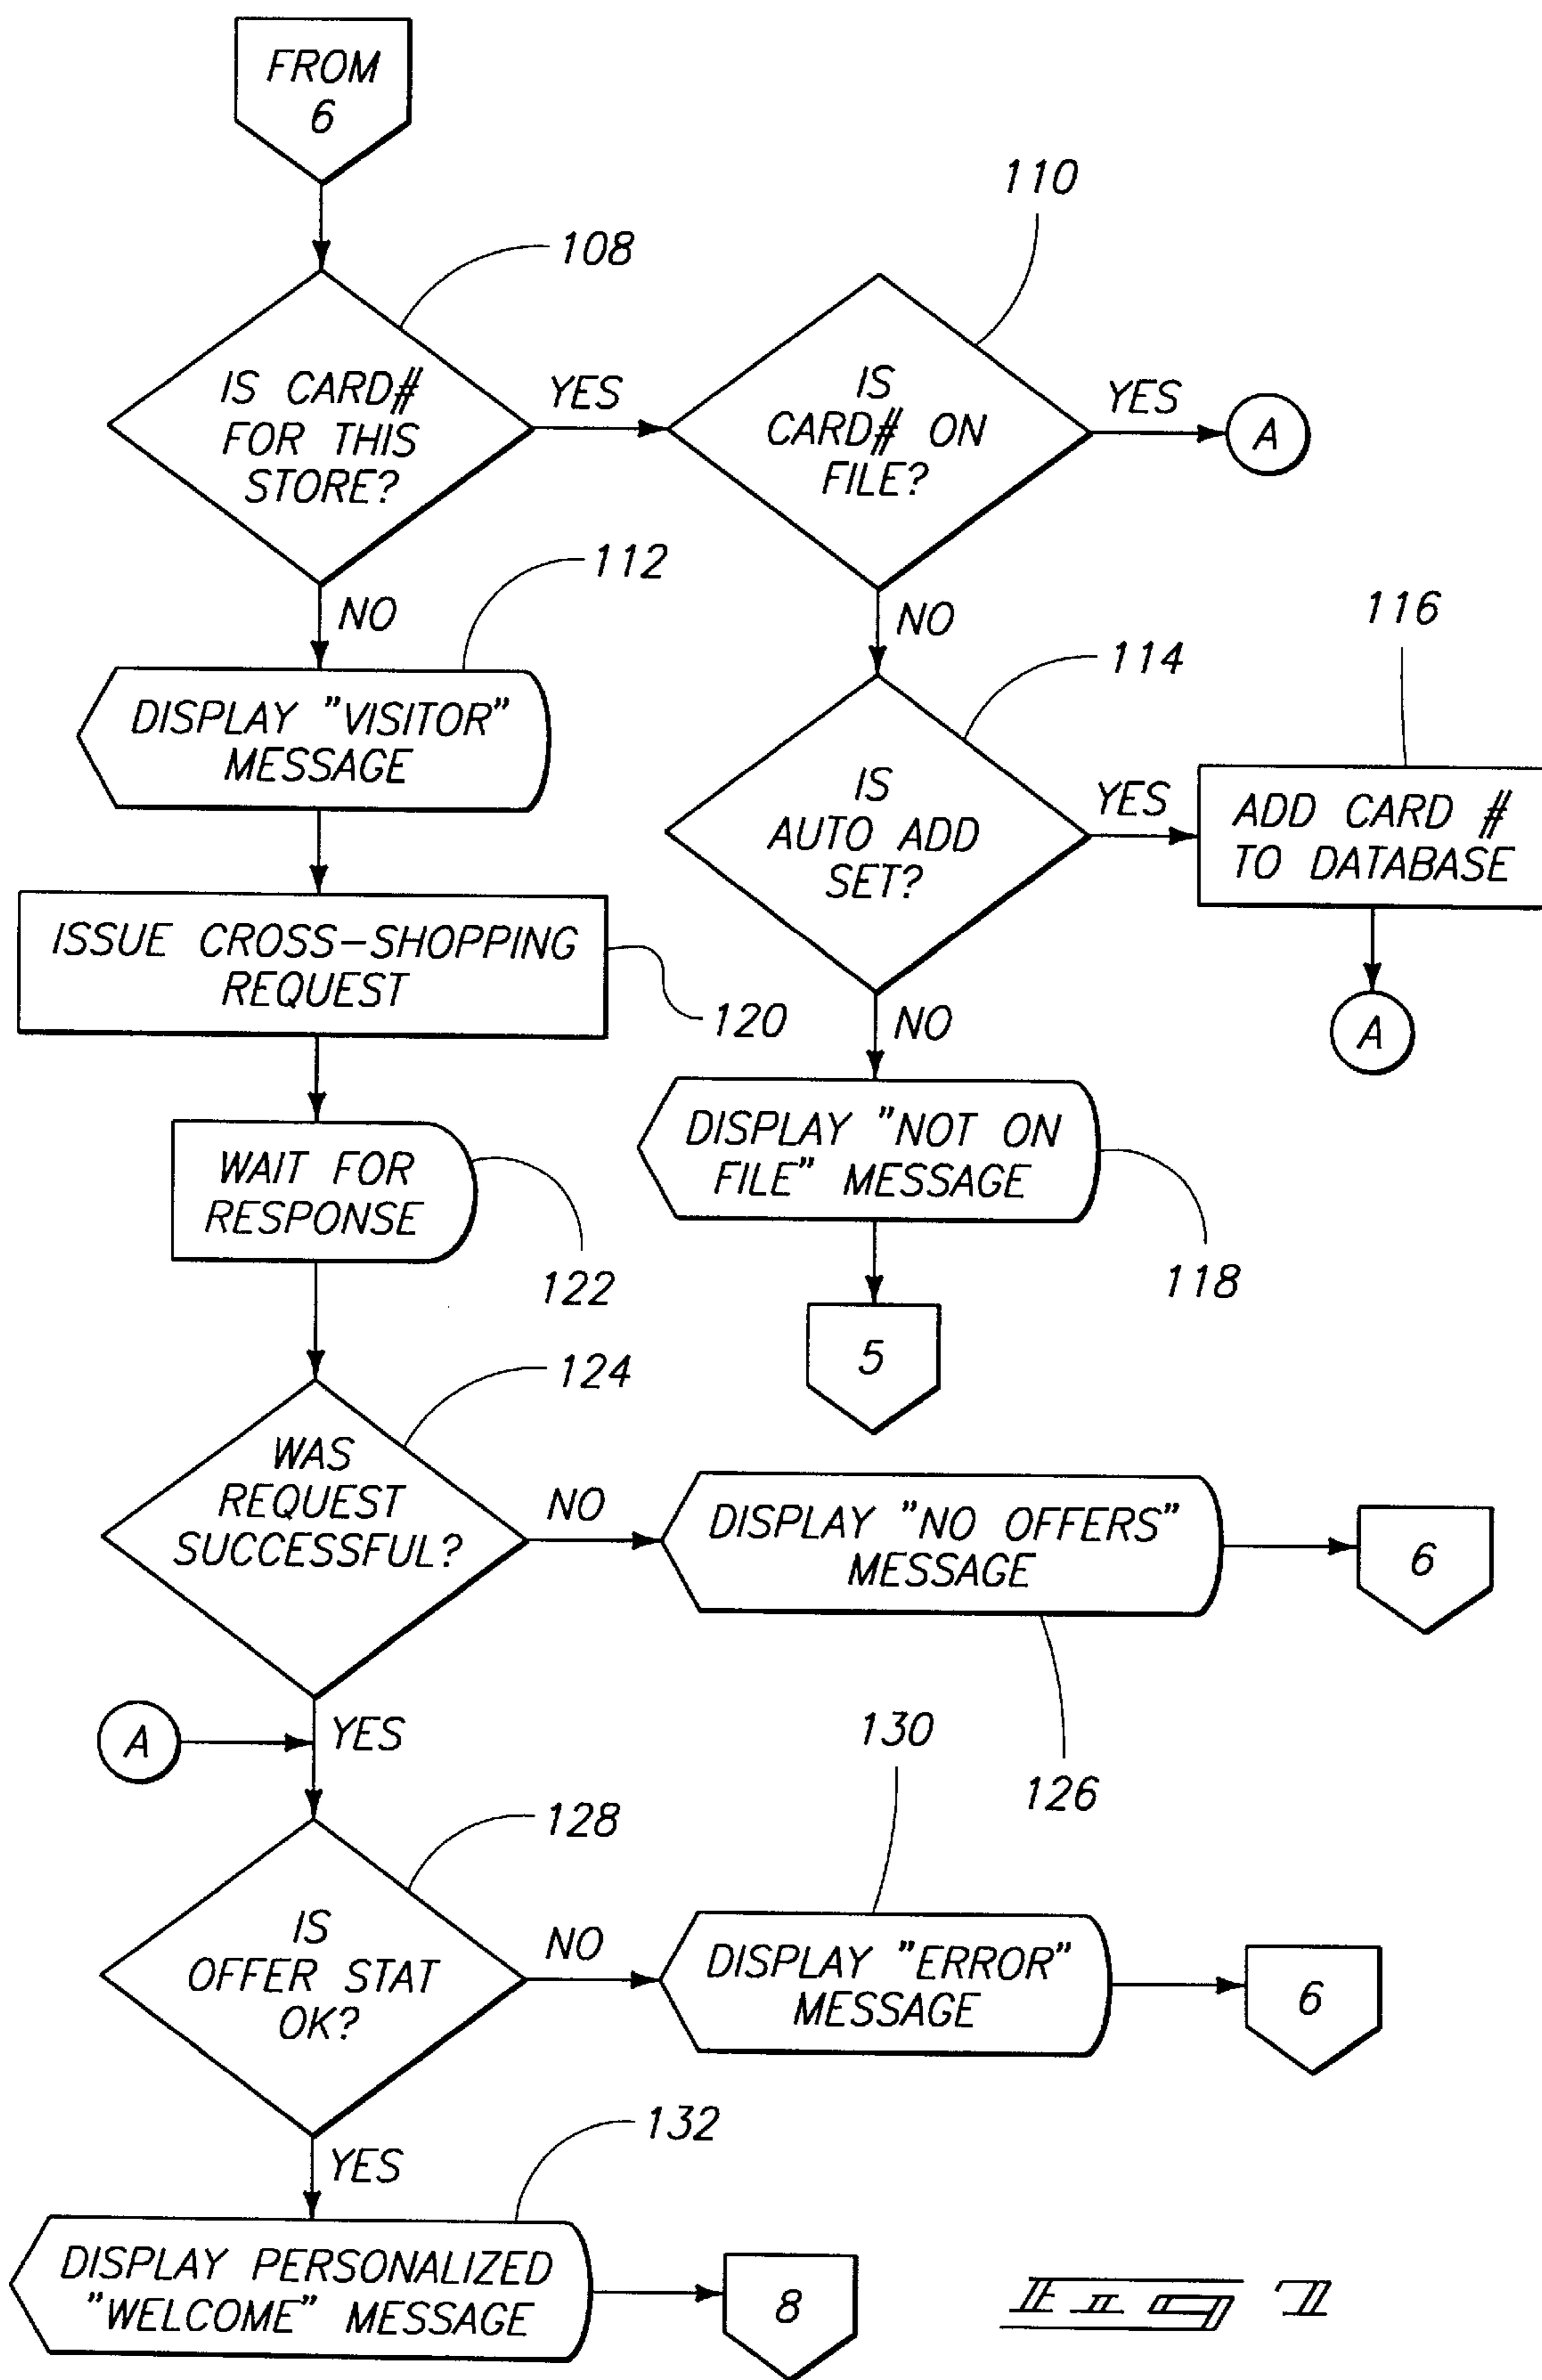 FROM
6
108
110
IS CARD#
FOR THIS
STORE?
YES
IS
CARD# ON
FILE?
YES
A
NO
112
DISPLAY "VISITOR"
MESSAGE
NO
114
116
IS
AUTO ADD
SET?
YES
ADD CARD #
TO DATABASE
A
ISSUE CROSS-SHOPPING
REQUEST
120
NO
DISPLAY "NOT ON
FILE" MESSAGE
118
5
WAIT FOR
RESPONSE
122
124
WAS
REQUEST
SUCCESSFUL?
NO
DISPLAY "NO OFFERS"
MESSAGE
126
6
A
YES
128
130
IS
OFFER STAT
OK?
NO
DISPLAY "ERROR"
MESSAGE
6
YES
132
DISPLAY PERSONALIZED
"WELCOME" MESSAGE
8
Fig 7